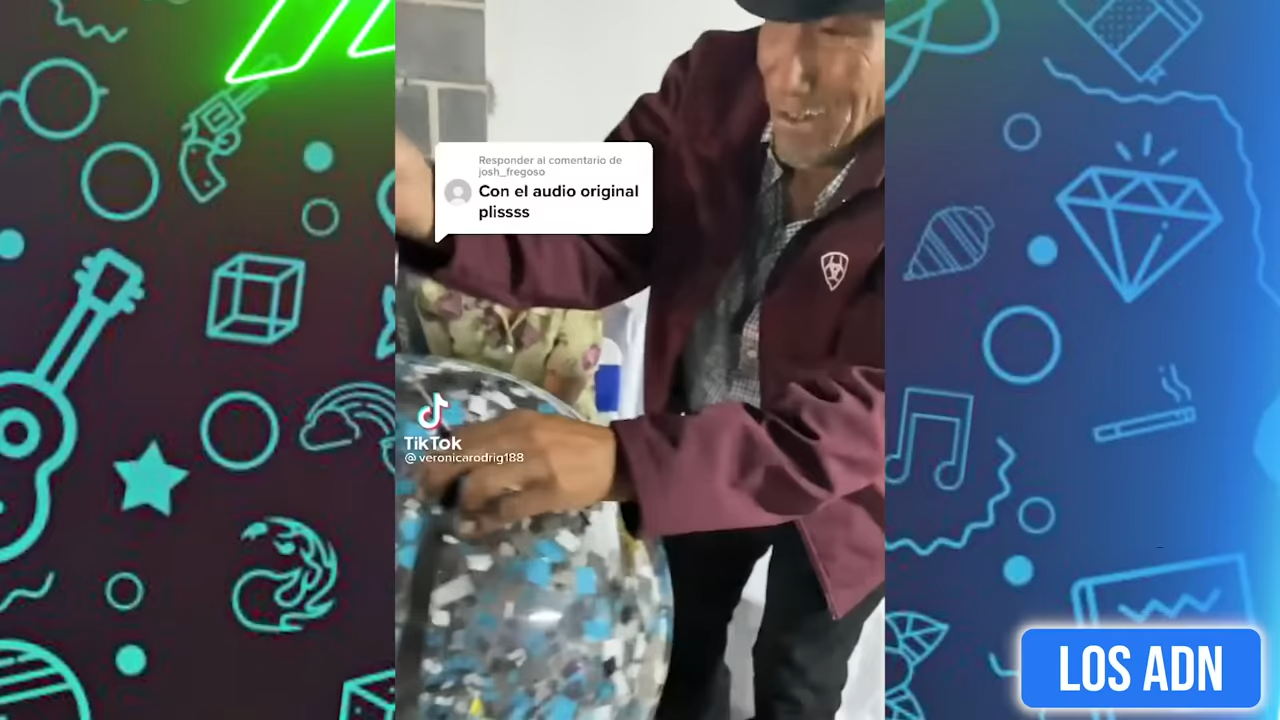 Responder al comentario de
josh_fregoso
Con el audio original
plissss
TikTok
@veronicarodrig188
LOS ADN